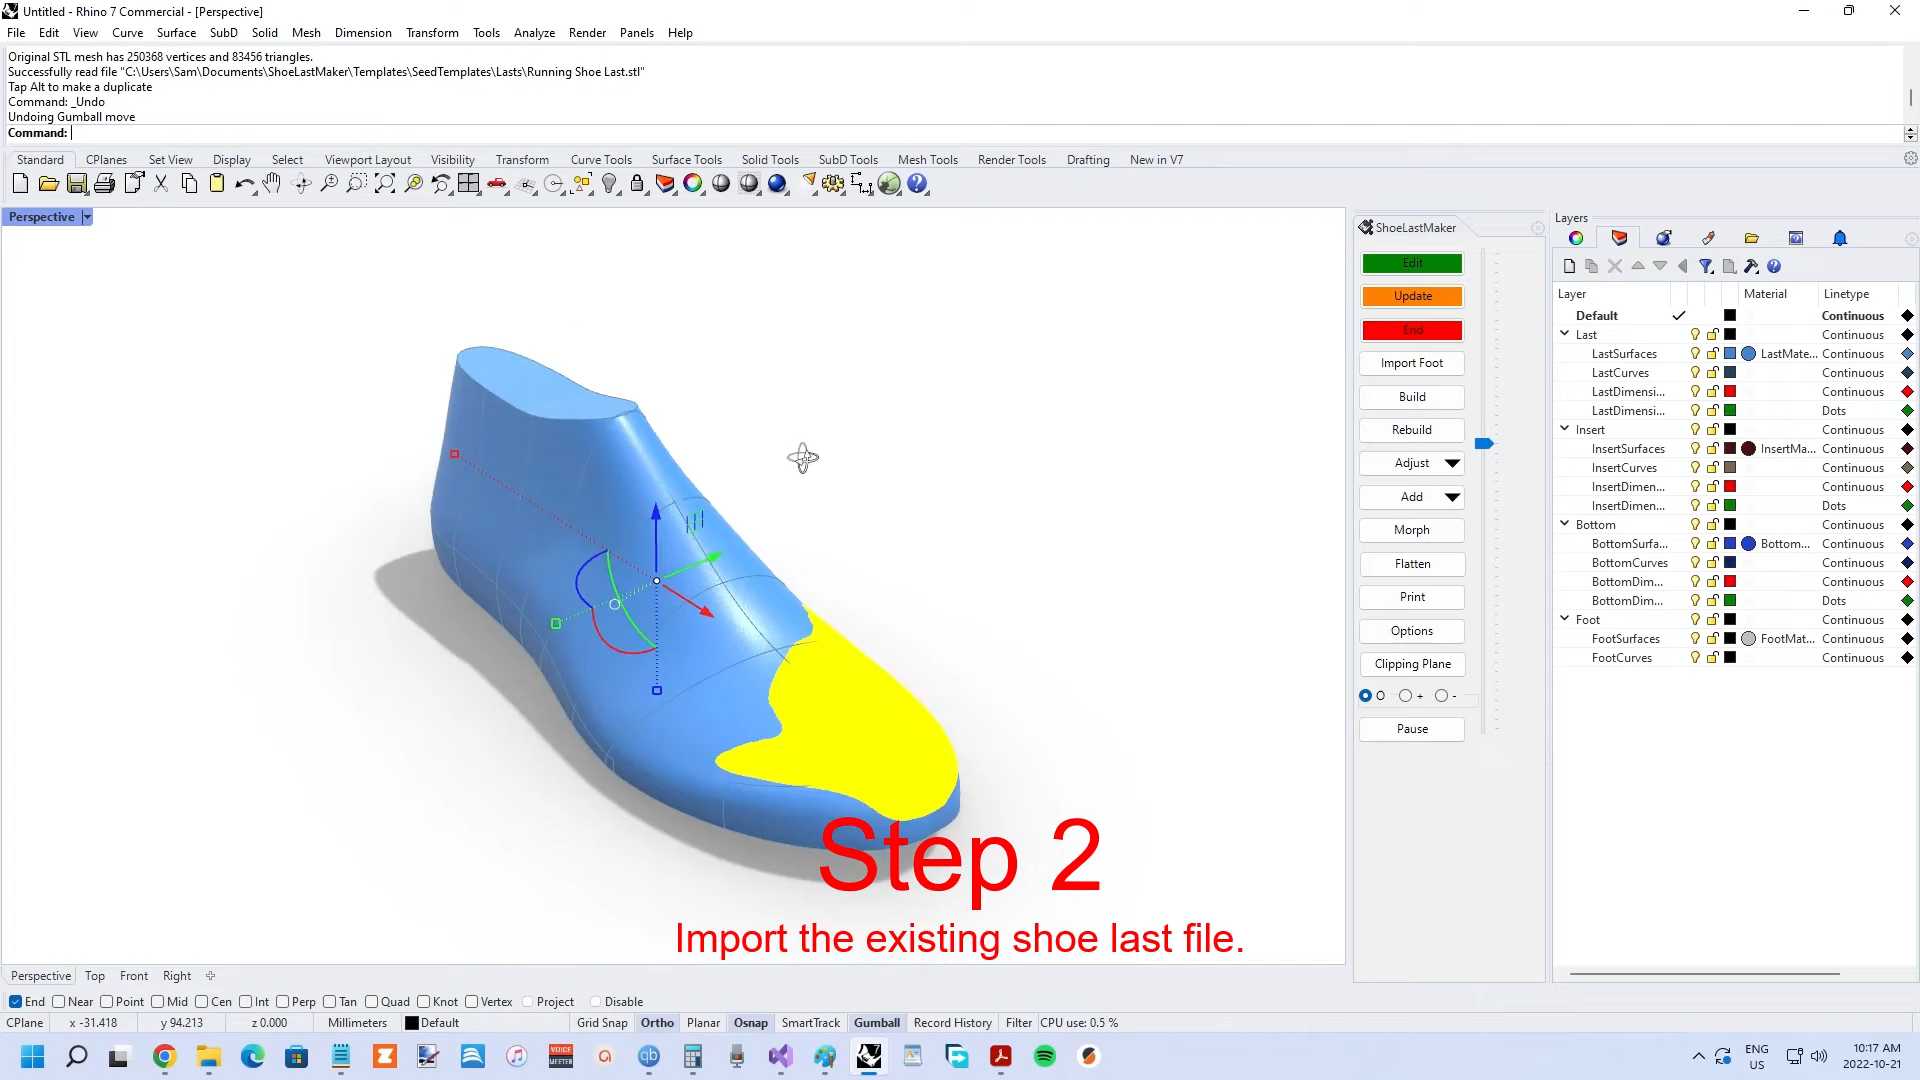 Untitled - Rhino 7 Commercial - [Perspective]
File Edit View Curve Surface SubD Solid Mesh Dimension Transform Tools Analyze Render Panels Help
Original STL mesh has 250368 vertices and 83456 triangles.
Successfully read file "C:\Users\Sam\Documents\ShoeLastMaker\Templates\SeedTemplates\Lasts\Running Shoe Last.stl"
Tap Alt to make a duplicate
Command: _Undo
Undoing Gumball move
Command:
Standard CPlanes Set View Display Select Viewport Layout Visibility Transform Curve Tools Surface Tools Solid Tools SubD Tools Mesh Tools Render Tools Drafting New in V7
Perspective
ShoeLastMaker
Edit
Update
End
Import Foot
Build
Rebuild
Adjust
Add
Morph
Flatten
Print
Options
Clipping Plane
O + -
Pause
Layers
Layer Material Linetype
Default Continuous
Last Continuous
LastSurfaces LastMate... Continuous
LastCurves Continuous
LastDimensi... Continuous
LastDimensi... Dots
Insert Continuous
InsertSurfaces InsertMa... Continuous
InsertCurves Continuous
InsertDimen... Continuous
InsertDimen... Dots
Bottom Continuous
BottomSurfa... Bottom... Continuous
BottomCurves Continuous
BottomDim... Continuous
BottomDim... Dots
Foot Continuous
FootSurfaces FootMat... Continuous
FootCurves Continuous
Step 2
Import the existing shoe last file.
Perspective Top Front Right
End Near Point Mid Cen Int Perp Tan Quad Knot Vertex Project Disable
CPlane x -31.418 y 94.213 z 0.000 Millimeters Default Grid Snap Ortho Planar Osnap SmartTrack Gumball Record History Filter CPU use: 0.5 %
VOICE
MEETER
qb
ENG
US
10:17 AM
2022-10-21